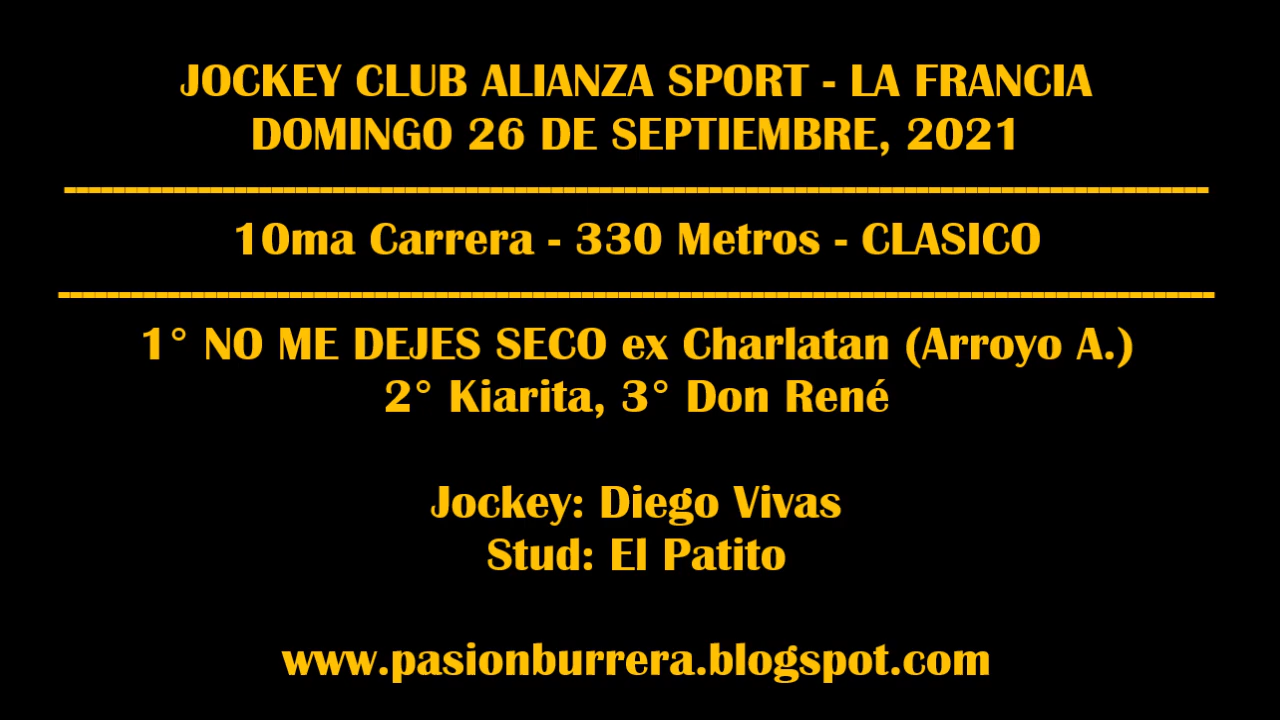 JOCKEY CLUB ALIANZA SPORT - LA FRANCIA
DOMINGO 26 DE SEPTIEMBRE, 2021
10ma Carrera - 330 Metros - CLASICO
1° NO ME DEJES SECO ex Charlatan (Arroyo A.)
2° Kiarita, 3° Don René
Jockey: Diego Vivas
Stud: El Patito
www.pasionburrera.blogspot.com